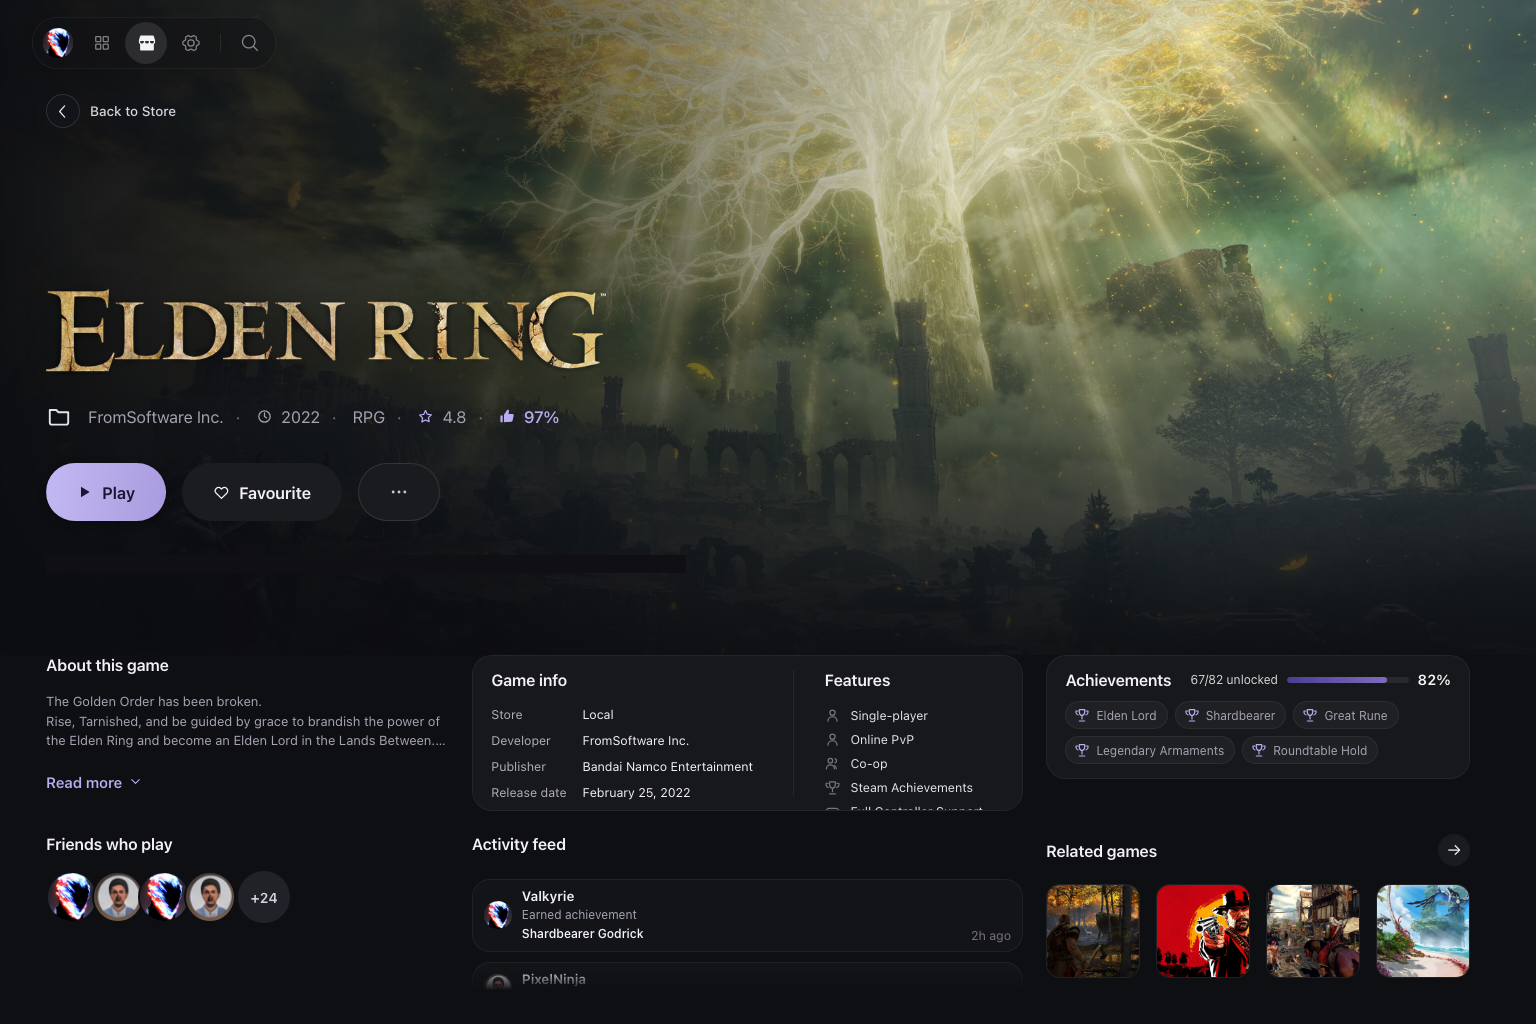 Back to Store
ELDEN RING™
FromSoftware Inc. · 2022 · RPG · 4.8 · 97%
Play
Favourite
···
About this game
The Golden Order has been broken.
Rise, Tarnished, and be guided by grace to brandish the power of
the Elden Ring and become an Elden Lord in the Lands Between....
Read more
Game info
Store Local
Developer FromSoftware Inc.
Publisher Bandai Namco Entertainment
Release date February 25, 2022
Features
Single-player
Online PvP
Co-op
Steam Achievements
Full Controller Support
Achievements 67/82 unlocked 82%
Elden Lord
Shardbearer
Great Rune
Legendary Armaments
Roundtable Hold
Friends who play
+24
Activity feed
Valkyrie
Earned achievement
Shardbearer Godrick
2h ago
PixelNinja
Related games